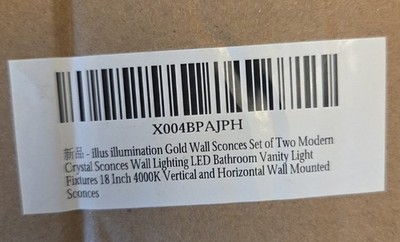 X004BPAJPH
新品 - illus illumination Gold Wall Sconces Set of Two Modern
Crystal Sconces Wall Lighting LED Bathroom Vanity Light
Fixtures 18 Inch 4000K Vertical and Horizontal Wall Mounted
Sconces